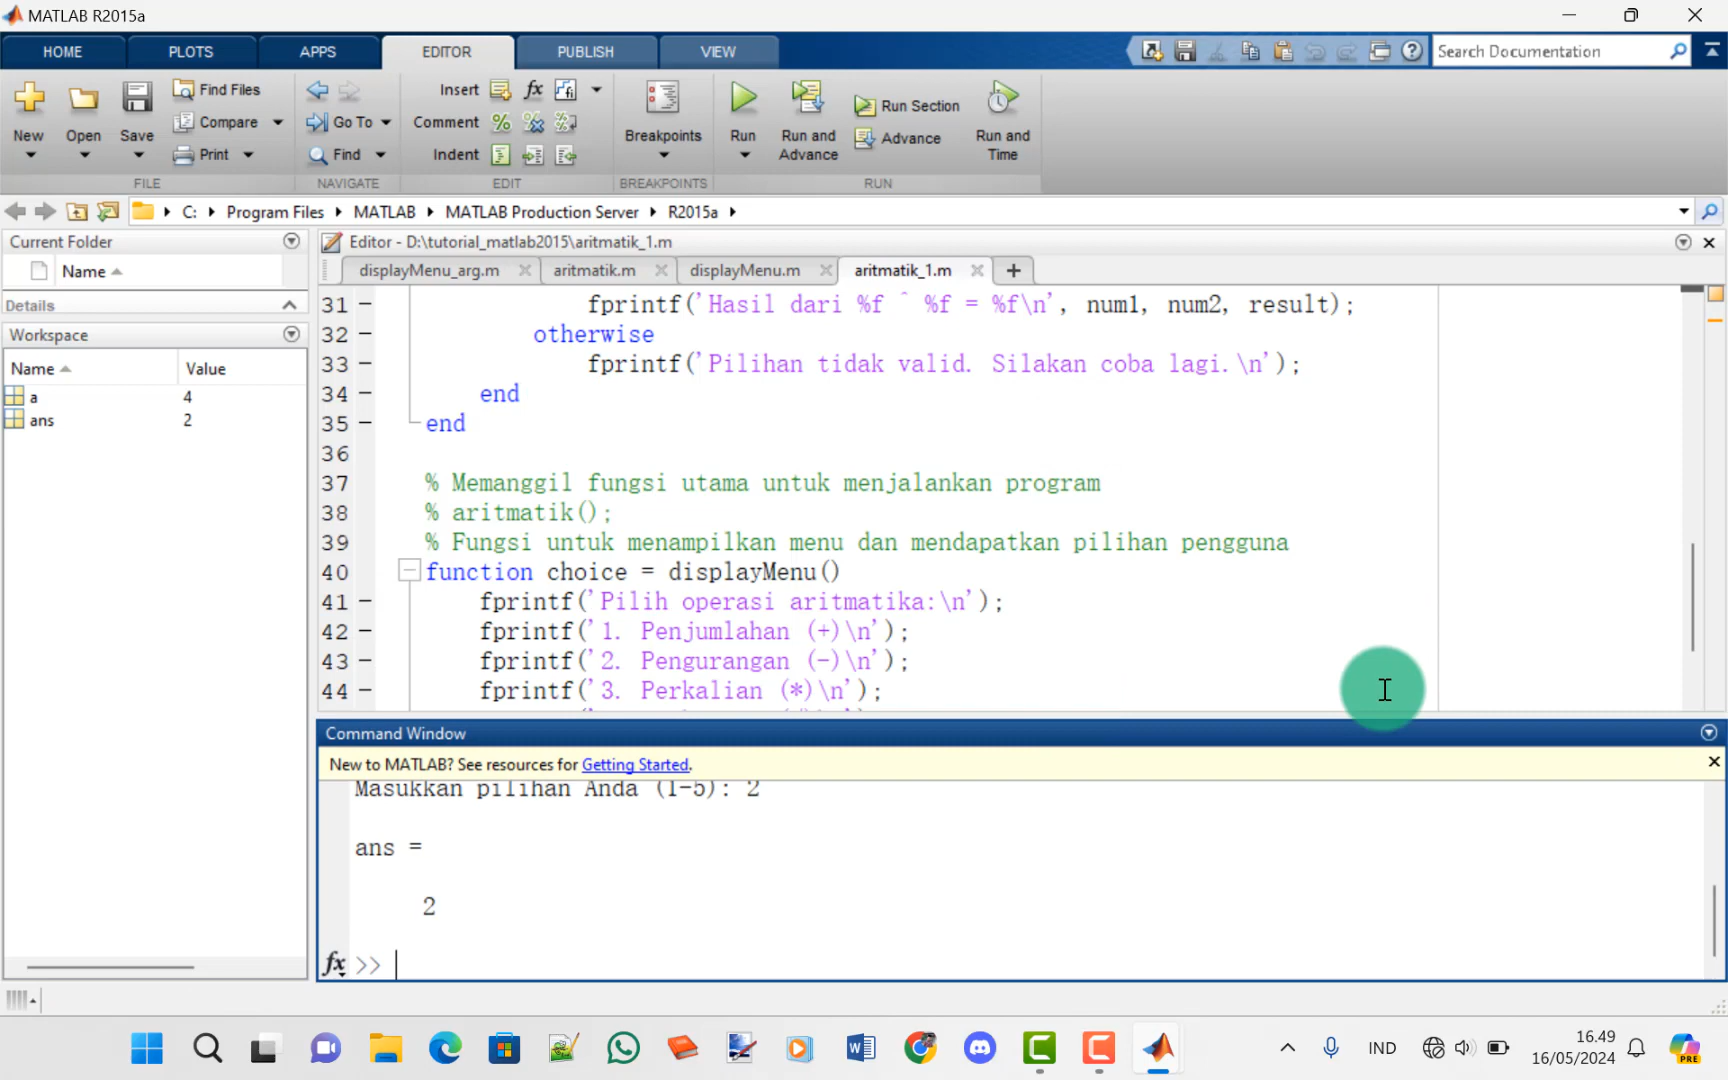 MATLAB R2015a
HOME PLOTS APPS EDITOR PUBLISH VIEW
Search Documentation
New Open Save
Find Files
Compare
Print
Go To
Find
Insert
Comment
Indent
fx
Breakpoints
Run
Run and Advance
Run Section
Advance
Run and Time
FILE NAVIGATE EDIT BREAKPOINTS RUN
C: Program Files MATLAB MATLAB Production Server R2015a
Current Folder
Name
Details
Workspace
Name Value
a 4
ans 2
Editor - D:\tutorial_matlab2015\aritmatik_1.m
displayMenu_arg.m aritmatik.m displayMenu.m aritmatik_1.m
31 fprintf('Hasil dari %f ^ %f = %f\n', num1, num2, result);
32 otherwise
33 fprintf('Pilihan tidak valid. Silakan coba lagi.\n');
34 end
35 end
36
37 % Memanggil fungsi utama untuk menjalankan program
38 % aritmatik();
39 % Fungsi untuk menampilkan menu dan mendapatkan pilihan pengguna
40 function choice = displayMenu()
41 fprintf('Pilih operasi aritmatika:\n');
42 fprintf('1. Penjumlahan (+)\n');
43 fprintf('2. Pengurangan (-)\n');
44 fprintf('3. Perkalian (*)\n');
Command Window
New to MATLAB? See resources for Getting Started.
Masukkan pilihan Anda (1-5): 2
ans =
2
fx >>
IND
16.49
16/05/2024
PRE